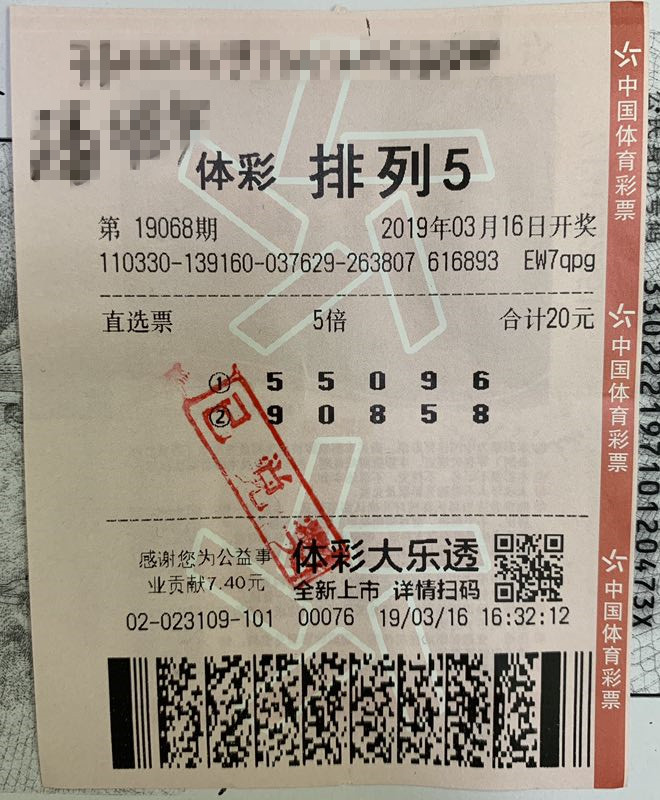 体彩 排列5
第 19068期 2019年03月16日开奖
110330-139160-037629-263807 616893 EW7qpg
直选票 5倍 合计20元
① 5 5 0 9 6
② 9 0 8 5 8
已兑奖
感谢您为公益事
业贡献7.40元
体彩大乐透
全新上市 详情扫码
02-023109-101 00076 19/03/16 16:32:12
中国体育彩票
中国体育彩票
中国体育彩票